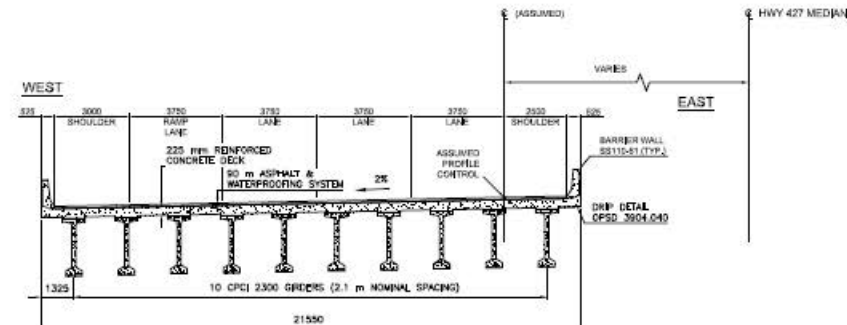 ℄ (ASSUMED)
℄ HWY 427 MEDIAN
VARIES
WEST
EAST
525 3000 3750 3750 3750 3750 2500 525
SHOULDER RAMP LANE LANE LANE LANE SHOULDER
225 mm REINFORCED
CONCRETE DECK
90 m ASPHALT &
WATERPROOFING SYSTEM
2%
ASSUMED
PROFILE
CONTROL
BARRIER WALL
SS110-61 (TYP.)
DRIP DETAIL
OPSD 3904.040
1325
10 CPCI 2300 GIRDERS (2.1 m NOMINAL SPACING)
21550